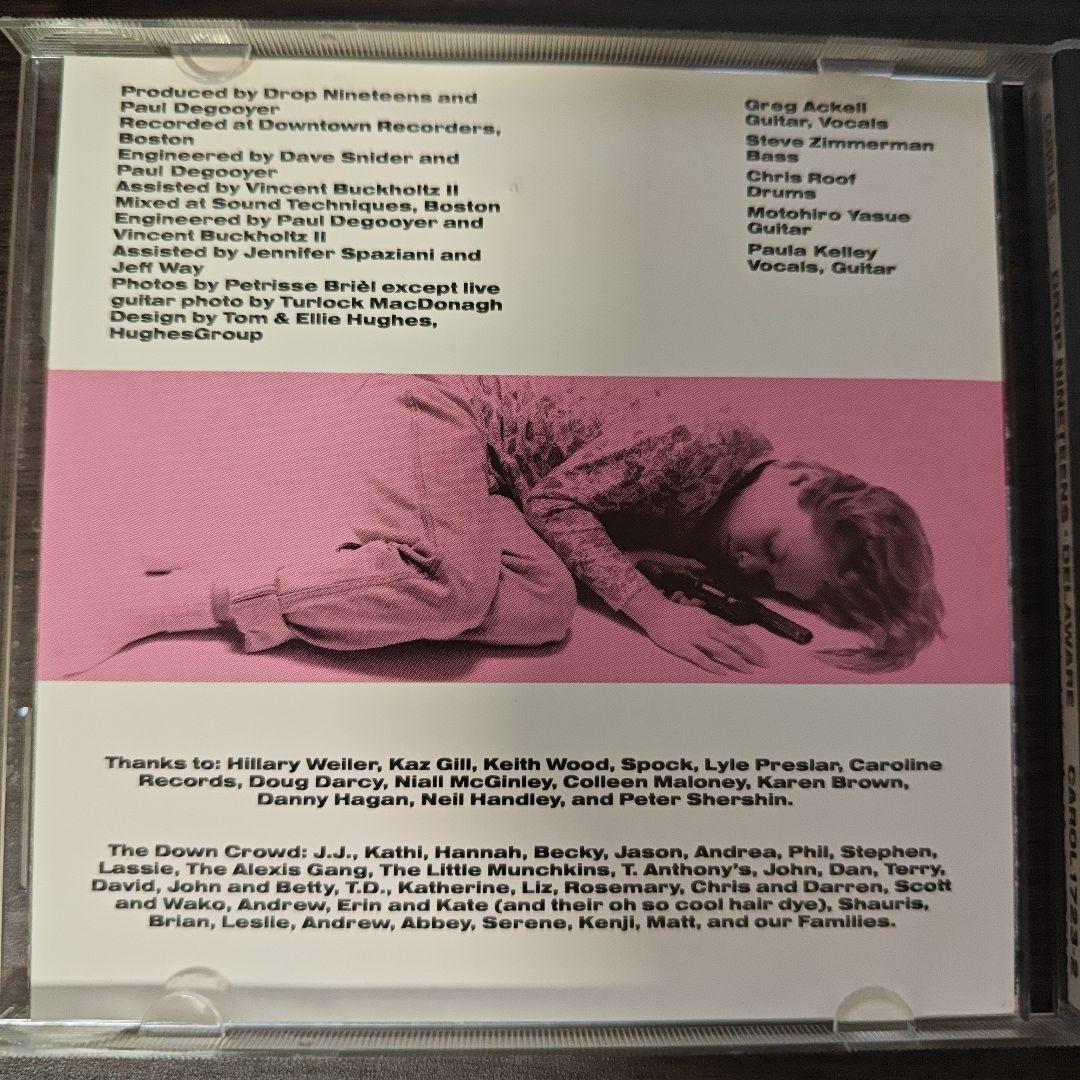 Produced by Drop Nineteens and
Paul Degooyer
Recorded at Downtown Recorders,
Boston
Engineered by Dave Snider and
Paul Degooyer
Assisted by Vincent Buckholtz II
Mixed at Sound Techniques, Boston
Engineered by Paul Degooyer and
Vincent Buckholtz II
Assisted by Jennifer Spaziani and
Jeff Way
Photos by Petrisse Brièl except live
guitar photo by Turlock MacDonagh
Design by Tom & Ellie Hughes,
HughesGroup
Greg Ackell
Guitar, Vocals
Steve Zimmerman
Bass
Chris Roof
Drums
Motohiro Yasue
Guitar
Paula Kelley
Vocals, Guitar
Thanks to: Hillary Weiler, Kaz Gill, Keith Wood, Spock, Lyle Preslar, Caroline
Records, Doug Darcy, Niall McGinley, Colleen Maloney, Karen Brown,
Danny Hagan, Neil Handley, and Peter Shershin.
The Down Crowd: J.J., Kathi, Hannah, Becky, Jason, Andrea, Phil, Stephen,
Lassie, The Alexis Gang, The Little Munchkins, T. Anthony's, John, Dan, Terry,
David, John and Betty, T.D., Katherine, Liz, Rosemary, Chris and Darren, Scott
and Wako, Andrew, Erin and Kate (and their oh so cool hair dye), Shauris,
Brian, Leslie, Andrew, Abbey, Serene, Kenji, Matt, and our Families.
CAROLINE DROP NINETEENS · DELAWARE CAROL 1723-2